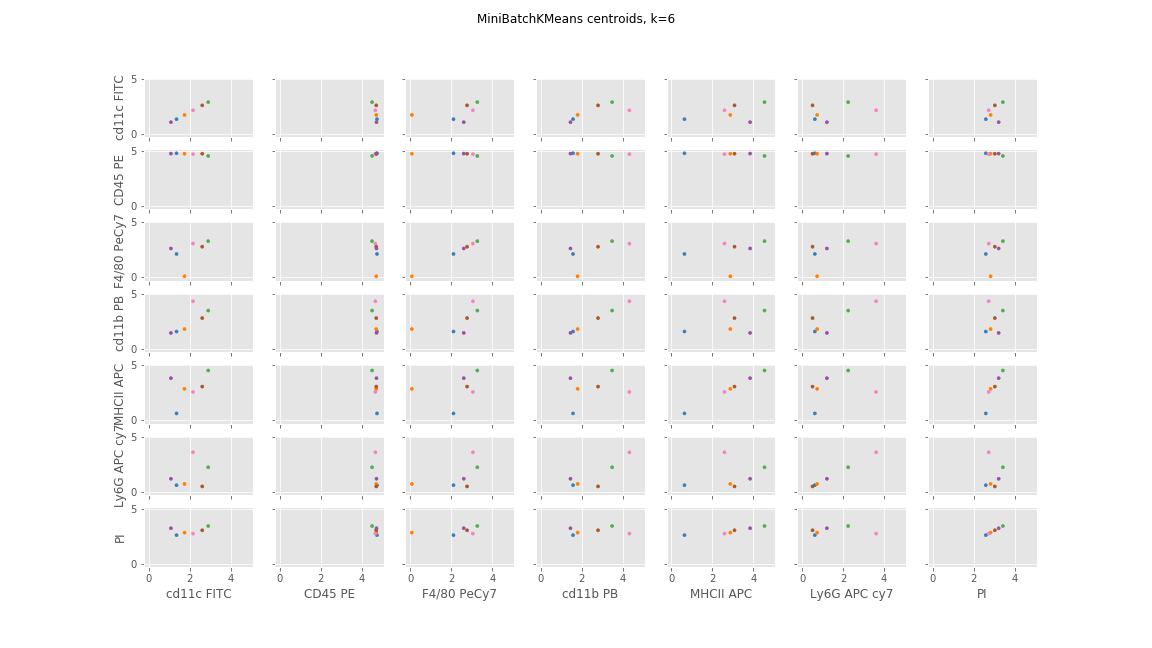 MiniBatchKMeans centroids, k=6
cd11c FITC
5
0
CD45 PE
5
0
F4/80 PeCy7
5
0
cd11b PB
5
0
MHCII APC
5
0
Ly6G APC cy7
5
0
PI
5
0
0 2 4 0 2 4 0 2 4 0 2 4 0 2 4 0 2 4 0 2 4
cd11c FITC CD45 PE F4/80 PeCy7 cd11b PB MHCII APC Ly6G APC cy7 PI